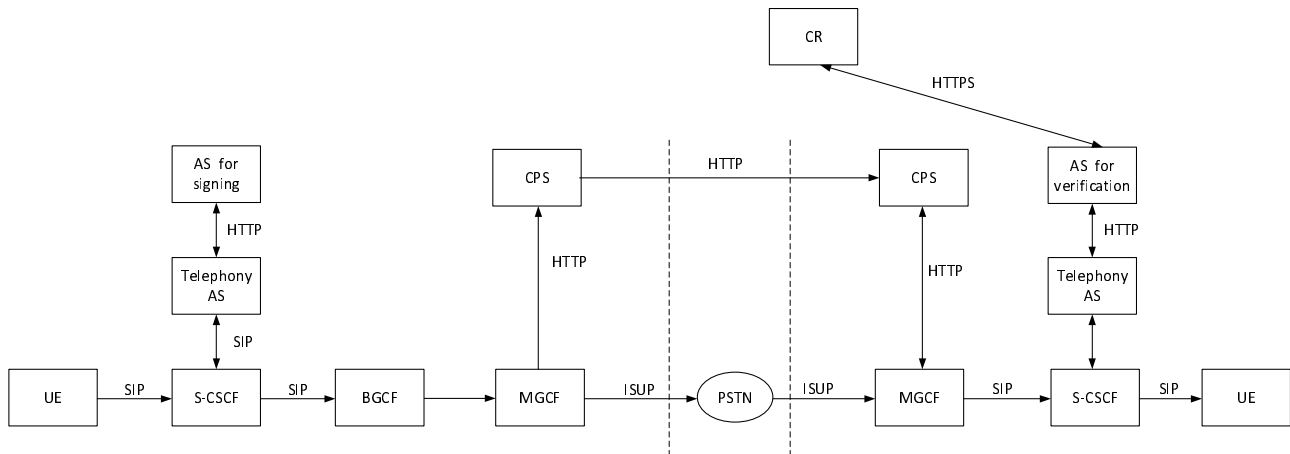 CR
HTTPS
AS for
signing
CPS
HTTP
CPS
AS for
verification
HTTP
HTTP
Telephony
AS
HTTP
HTTP
Telephony
AS
SIP
UE
SIP
S-CSCF
SIP
BGCF
MGCF
ISUP
PSTN
ISUP
MGCF
SIP
S-CSCF
SIP
UE